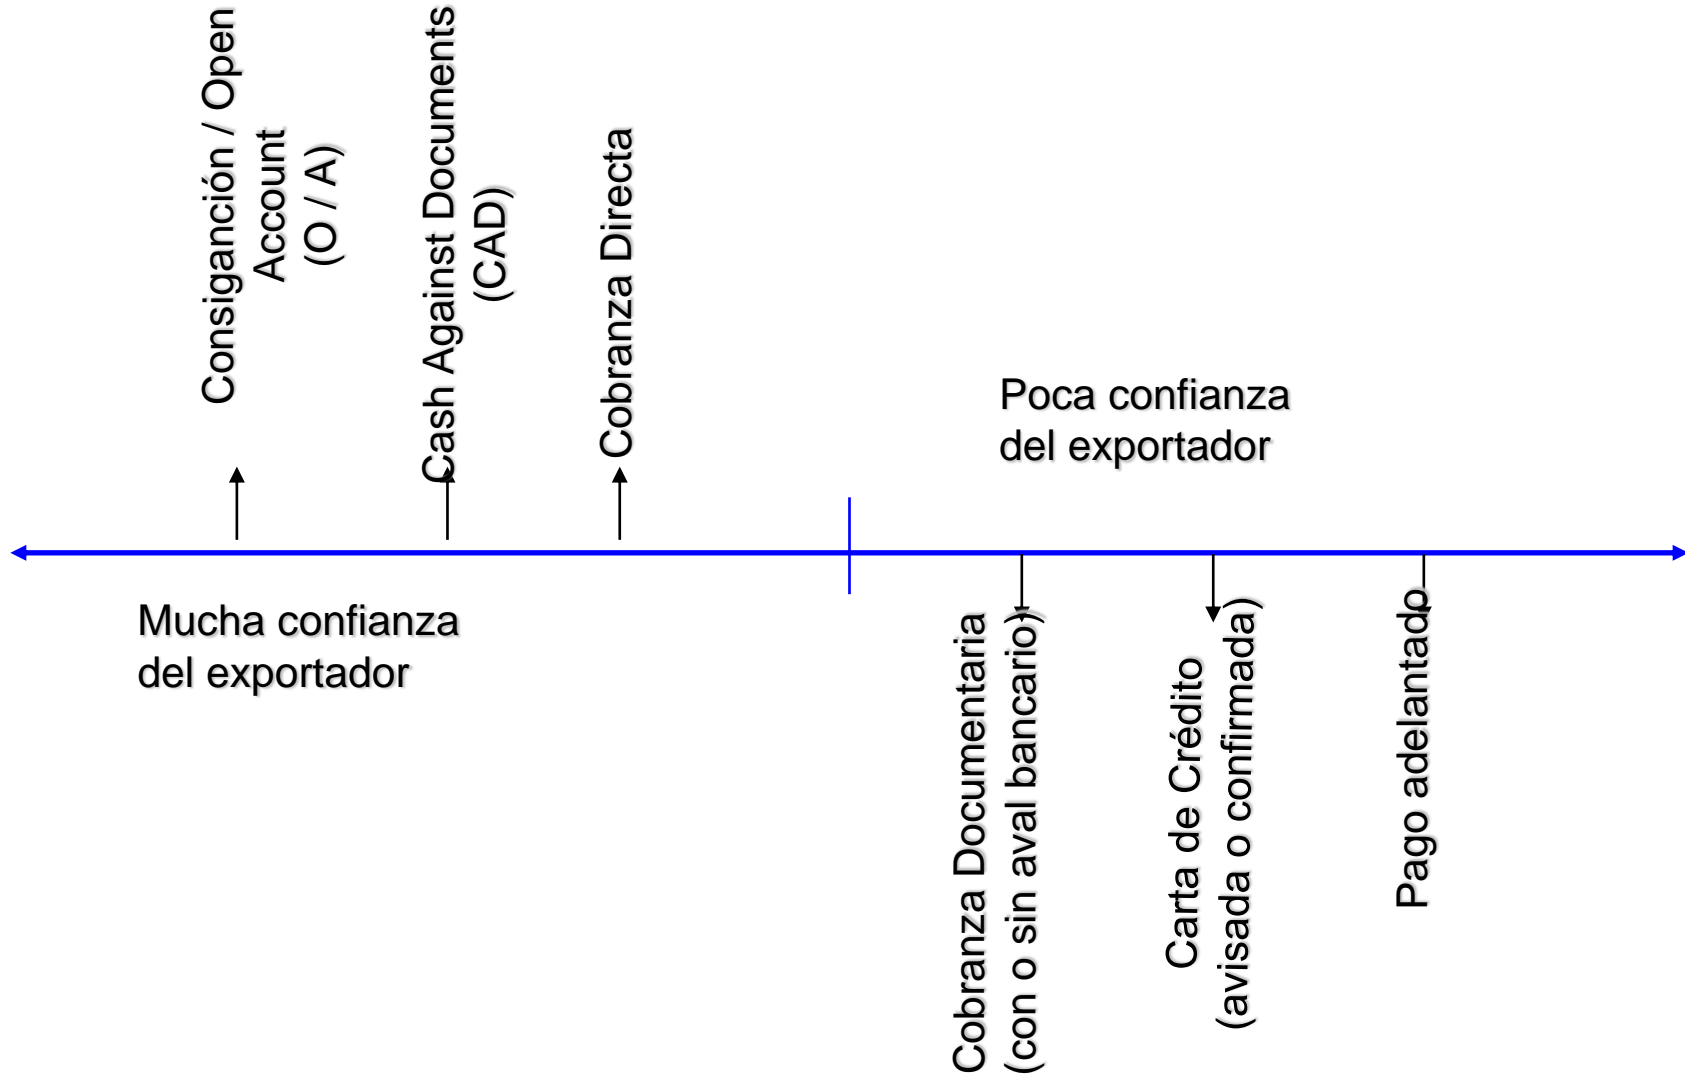 Consiganción / Open
Account
(O / A)
Cash Against Documents
(CAD)
Cobranza Directa
Poca confianza
del exportador
Mucha confianza
del exportador
Cobranza Documentaria
(con o sin aval bancario)
Carta de Crédito
(avisada o confirmada)
Pago adelantado